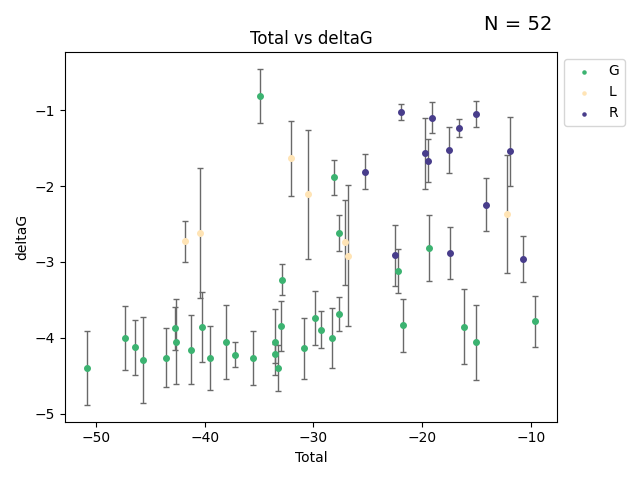 N = 52
Total vs deltaG
G
L
R
−1
−2
−3
−4
−5
deltaG
−50
−40
−30
−20
−10
Total